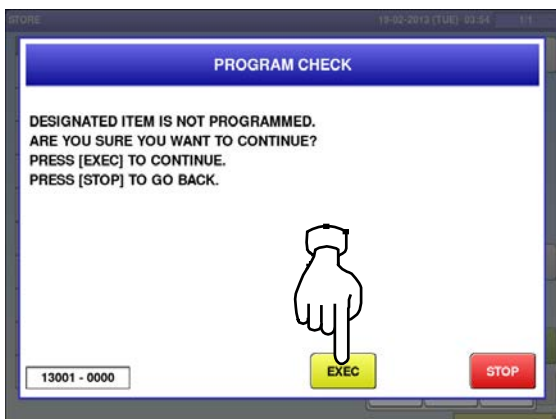 STORE 19-02-2013 (TUE) 03:54 1/1
PROGRAM CHECK
DESIGNATED ITEM IS NOT PROGRAMMED.
ARE YOU SURE YOU WANT TO CONTINUE?
PRESS [EXEC] TO CONTINUE.
PRESS [STOP] TO GO BACK.
13001 - 0000
EXEC
STOP